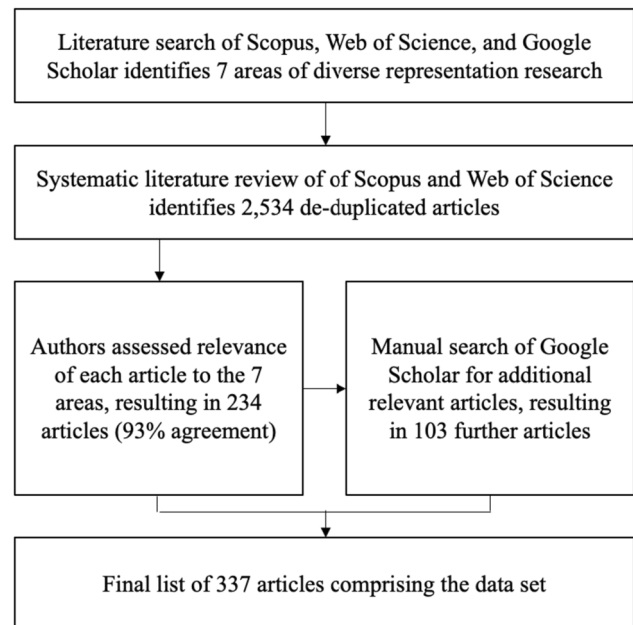 Literature search of Scopus, Web of Science, and Google
Scholar identifies 7 areas of diverse representation research
Systematic literature review of of Scopus and Web of Science
identifies 2,534 de-duplicated articles
Authors assessed relevance
of each article to the 7
areas, resulting in 234
articles (93% agreement)
Manual search of Google
Scholar for additional
relevant articles, resulting
in 103 further articles
Final list of 337 articles comprising the data set